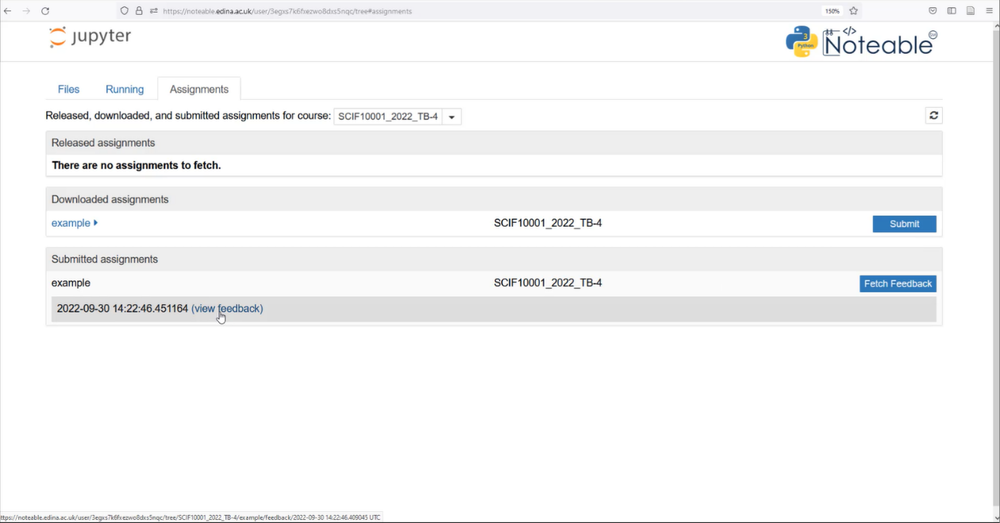 https://noteable.edina.ac.uk/user/3egxs7k6fxezwo8dxs5nqc/tree#assignments
150%
jupyter
3
Python
</>
Noteable
Files
Running
Assignments
Released, downloaded, and submitted assignments for course: SCIF10001_2022_TB-4
Released assignments
There are no assignments to fetch.
Downloaded assignments
example SCIF10001_2022_TB-4 Submit
Submitted assignments
example SCIF10001_2022_TB-4 Fetch Feedback
2022-09-30 14:22:46.451164 (view feedback)
ttps://noteable.edina.ac.uk/user/3egxs7k6fxezwo8dxs5nqc/tree/SCIF10001_2022_TB-4/example/feedback/2022-09-30 14:22:46.409045 UTC